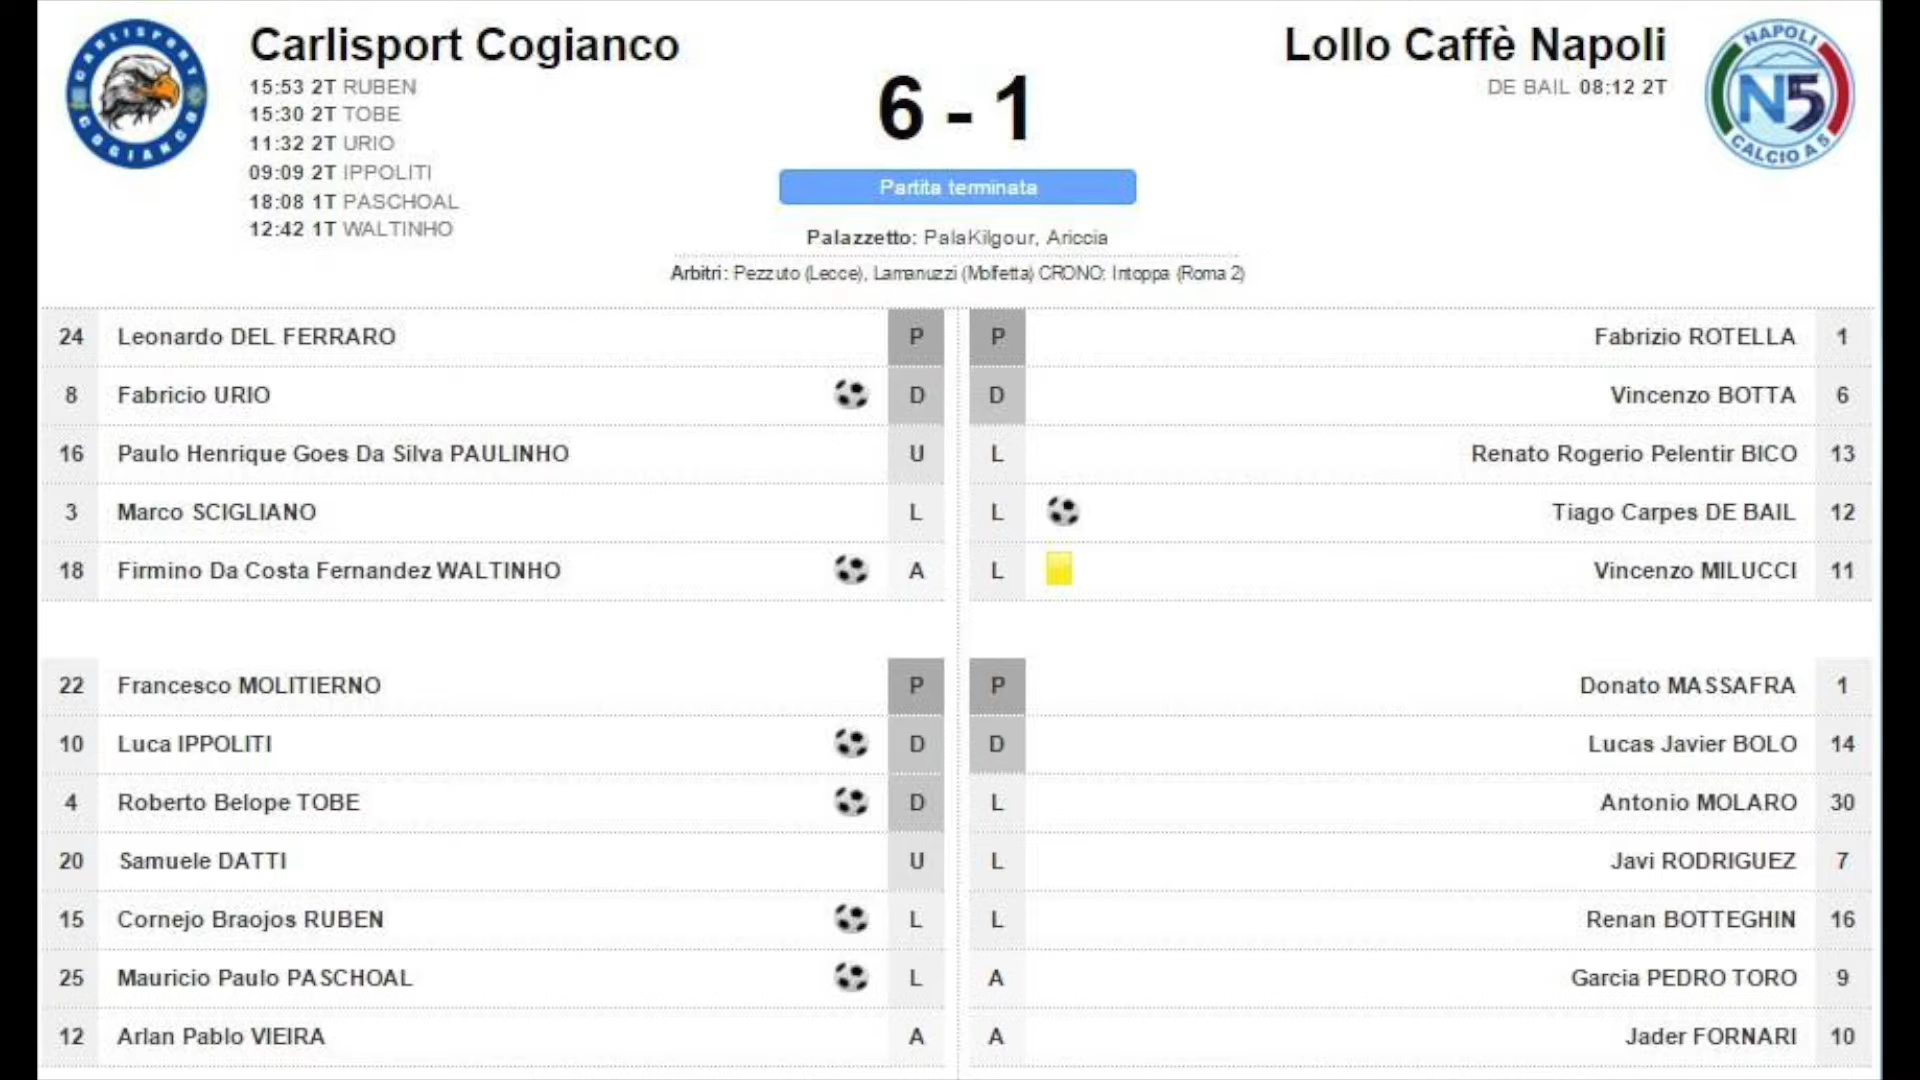 CARLISPORT COGIANCO
Carlisport Cogianco
15:53 2T RUBEN
15:30 2T TOBE
11:32 2T URIO
09:09 2T IPPOLITI
18:08 1T PASCHOAL
12:42 1T WALTINHO
6 - 1
Partita terminata
Palazzetto: PalaKilgour, Ariccia
Arbitri: Pezzuto (Lecce), Lamanuzzi (Molfetta) CRONO: Intoppa (Roma 2)
Lollo Caffè Napoli
DE BAIL 08:12 2T
NAPOLI
N5
CALCIO A 5
24 Leonardo DEL FERRARO P P Fabrizio ROTELLA 1
8 Fabricio URIO D D Vincenzo BOTTA 6
16 Paulo Henrique Goes Da Silva PAULINHO U L Renato Rogerio Pelentir BICO 13
3 Marco SCIGLIANO L L Tiago Carpes DE BAIL 12
18 Firmino Da Costa Fernandez WALTINHO A L Vincenzo MILUCCI 11
22 Francesco MOLITIERNO P P Donato MASSAFRA 1
10 Luca IPPOLITI D D Lucas Javier BOLO 14
4 Roberto Belope TOBE D L Antonio MOLARO 30
20 Samuele DATTI U L Javi RODRIGUEZ 7
15 Cornejo Braojos RUBEN L L Renan BOTTEGHIN 16
25 Mauricio Paulo PASCHOAL L A Garcia PEDRO TORO 9
12 Arlan Pablo VIEIRA A A Jader FORNARI 10